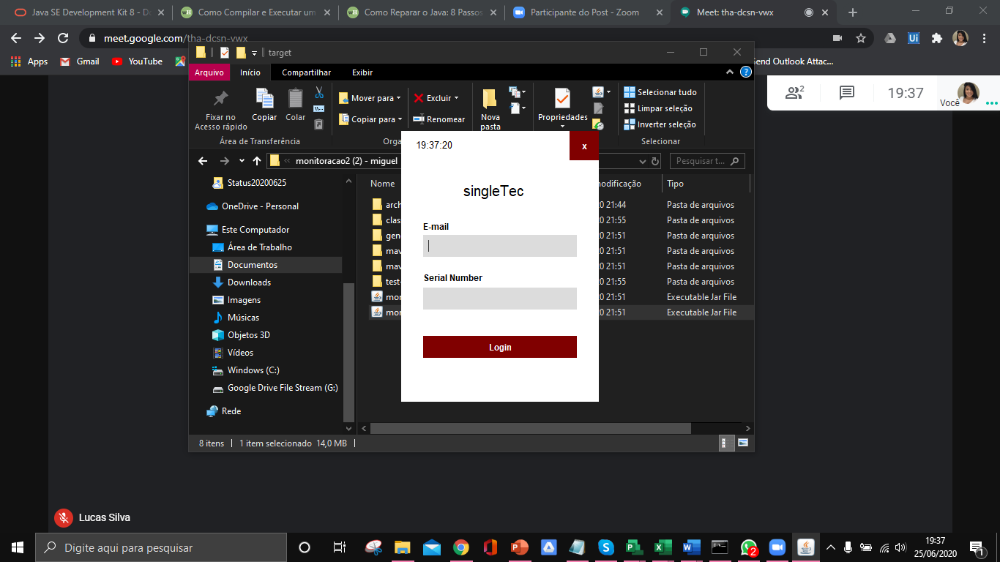 Java SE Development Kit 8 - Do
Como Compilar e Executar um
Como Reparar o Java: 8 Passos
Participante do Post - Zoom
Meet: tha-dcsn-vwx
meet.google.com/tha-dcsn-vwx
Apps
Gmail
YouTube
Send Outlook Attac...
target
Arquivo
Início
Compartilhar
Exibir
Fixar no
Acesso rápido
Copiar
Colar
Mover para
Copiar para
Excluir
Renomear
Nova
pasta
Propriedades
Selecionar tudo
Limpar seleção
Inverter seleção
Área de Transferência
Orga
Selecionar
« monitoracao2 (2) - miguel
Pesquisar t...
Status20200625
OneDrive - Personal
Este Computador
Área de Trabalho
Documentos
Downloads
Imagens
Músicas
Objetos 3D
Vídeos
Windows (C:)
Google Drive File Stream (G:)
Rede
Nome
modificação
Tipo
arch
0 21:44
Pasta de arquivos
class
0 21:55
Pasta de arquivos
gen
0 21:51
Pasta de arquivos
mav
0 21:51
Pasta de arquivos
mav
0 21:51
Pasta de arquivos
test-
0 21:55
Pasta de arquivos
mor
0 21:51
Executable Jar File
mor
0 21:51
Executable Jar File
8 itens
1 item selecionado 14,0 MB
19:37:20
x
singleTec
E-mail
Serial Number
Login
2
19:37
Você
Lucas Silva
Digite aqui para pesquisar
2
19:37
25/06/2020
1